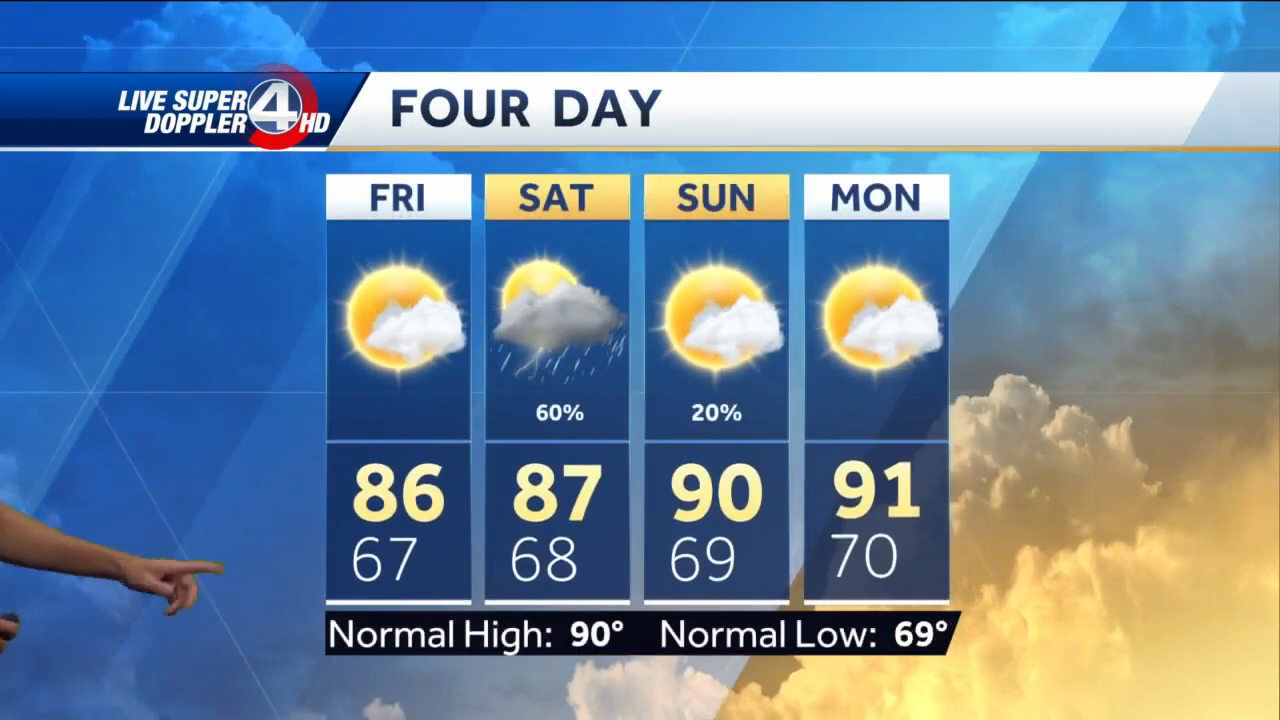 LIVE SUPER
DOPPLER 4 HD
FOUR DAY
FRI SAT SUN MON
60% 20%
86 87 90 91
67 68 69 70
Normal High: 90° Normal Low: 69°